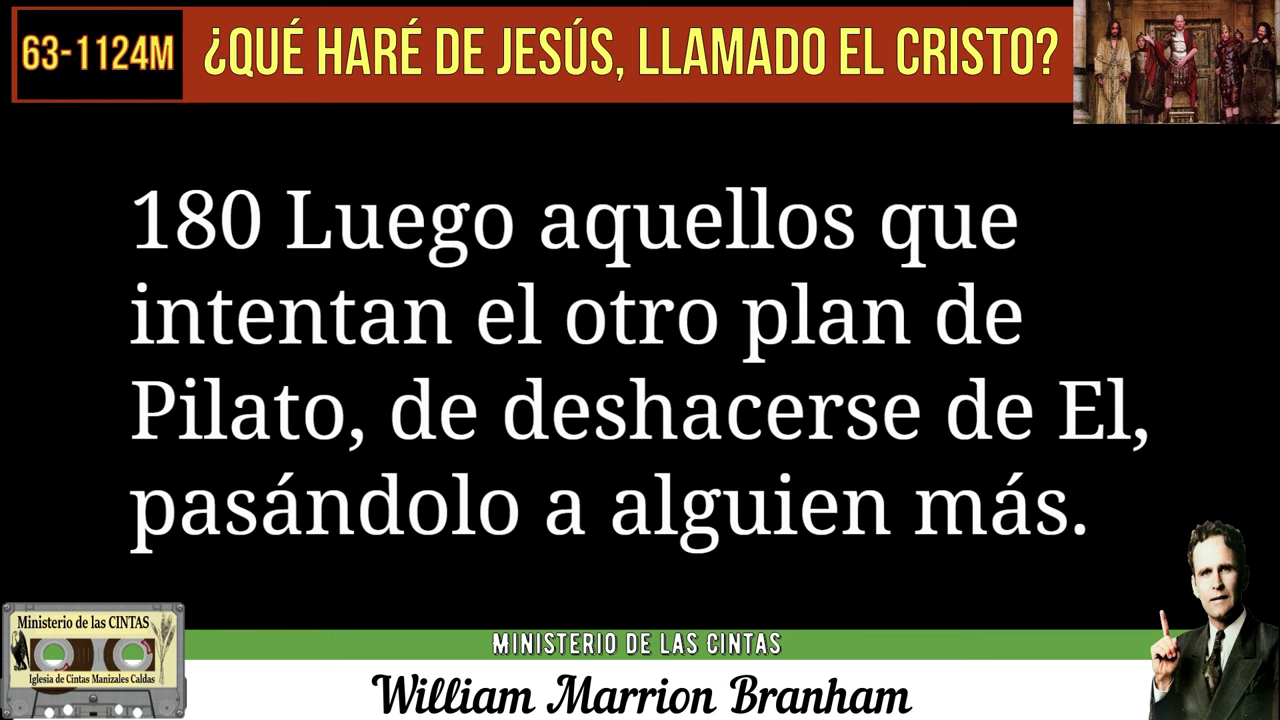 63-1124M
¿QUÉ HARÉ DE JESÚS, LLAMADO EL CRISTO?
180 Luego aquellos que
intentan el otro plan de
Pilato, de deshacerse de El,
pasándolo a alguien más.
Ministerio de las CINTAS
Iglesia de Cintas Manizales Caldas
MINISTERIO DE LAS CINTAS
William Marrion Branham